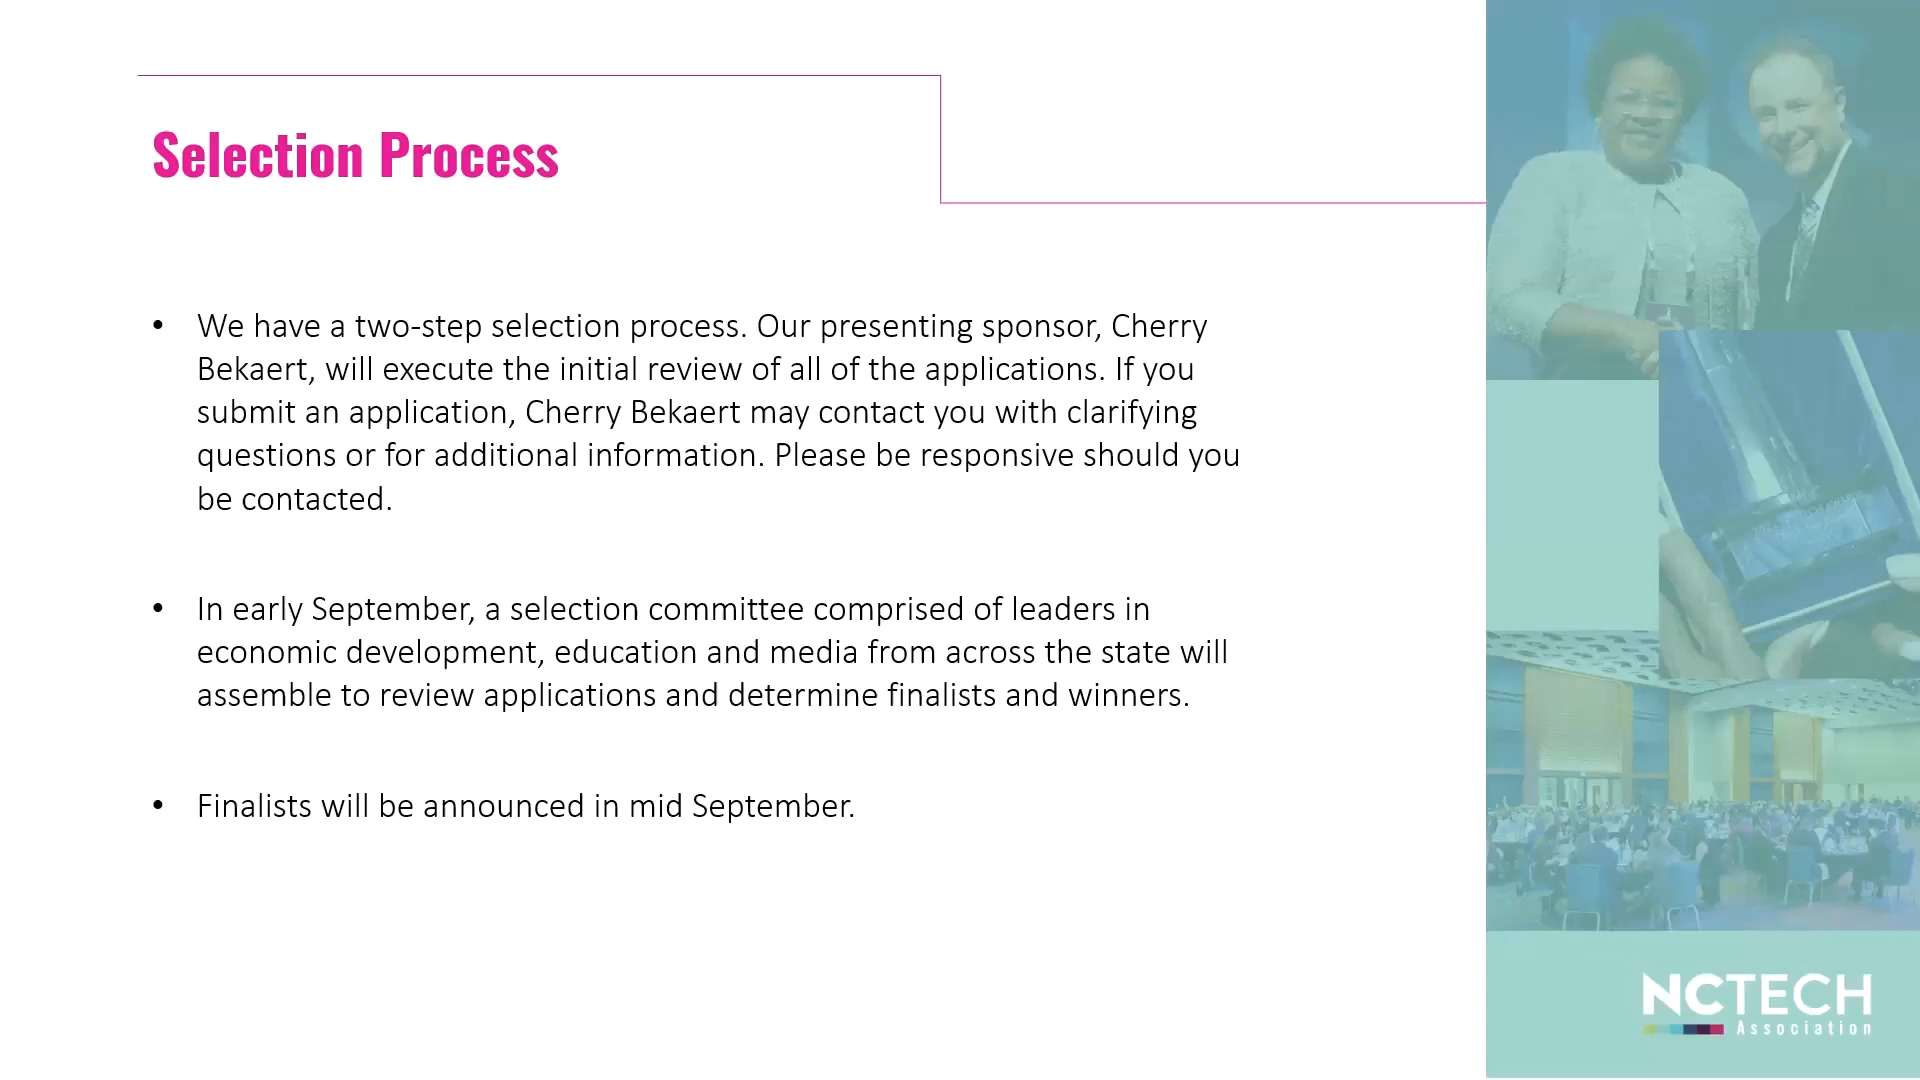 Selection Process
• We have a two-step selection process. Our presenting sponsor, Cherry
Bekaert, will execute the initial review of all of the applications. If you
submit an application, Cherry Bekaert may contact you with clarifying
questions or for additional information. Please be responsive should you
be contacted.
• In early September, a selection committee comprised of leaders in
economic development, education and media from across the state will
assemble to review applications and determine finalists and winners.
• Finalists will be announced in mid September.
NCTECH
Association